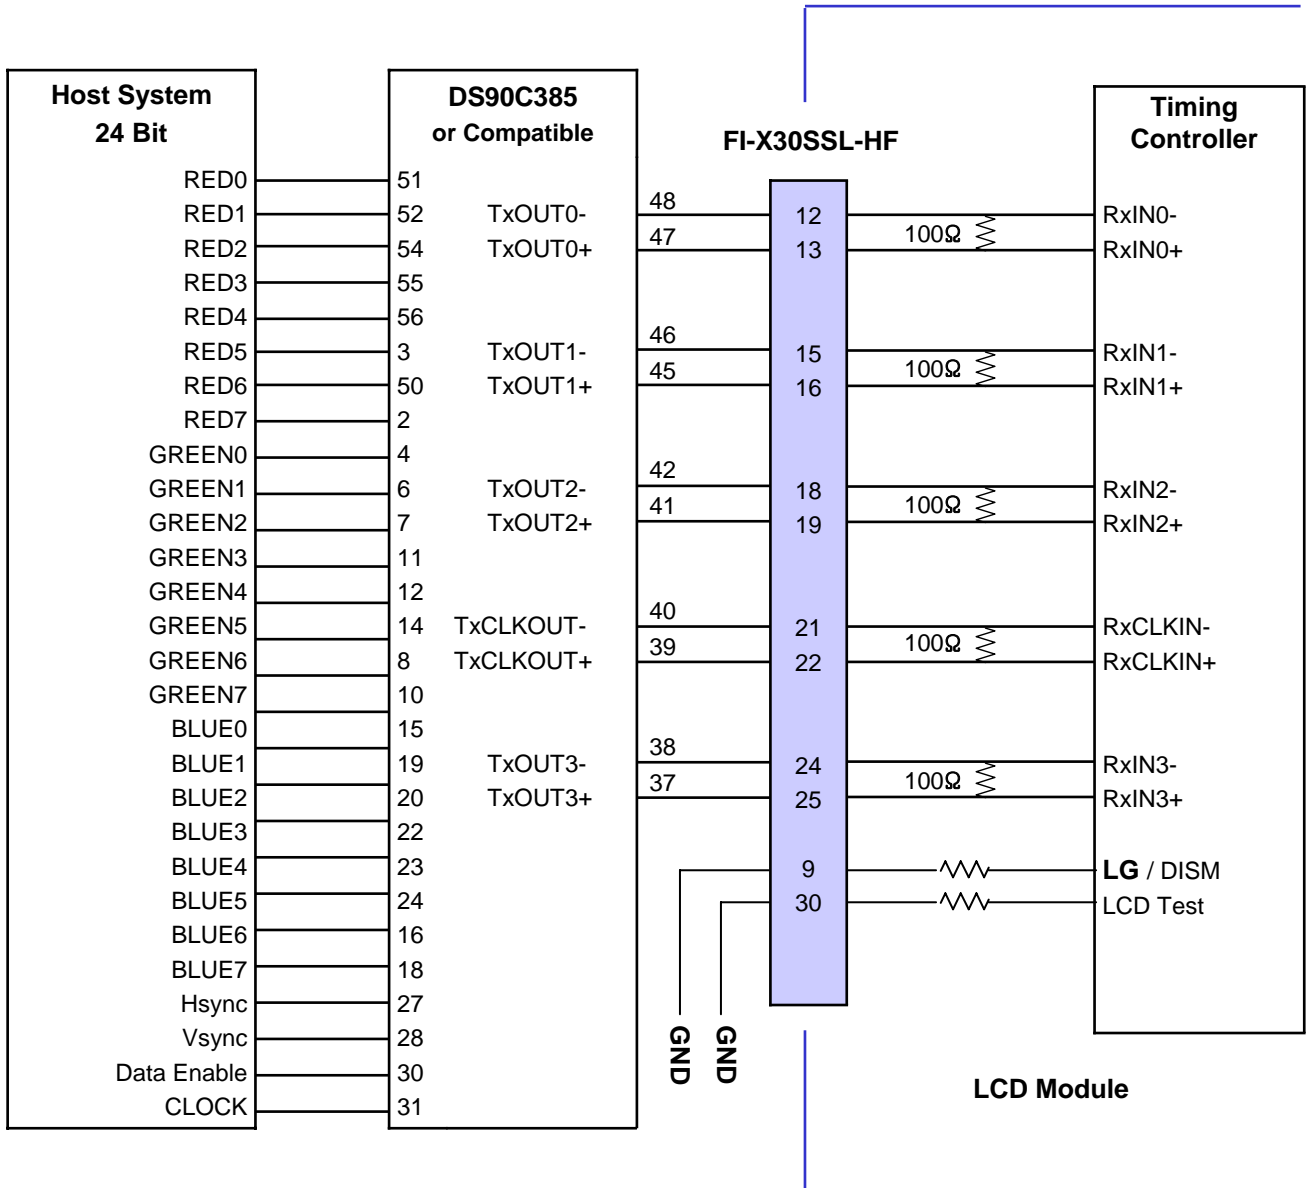 Host System
24 Bit
RED0
RED1
RED2
RED3
RED4
RED5
RED6
RED7
GREEN0
GREEN1
GREEN2
GREEN3
GREEN4
GREEN5
GREEN6
GREEN7
BLUE0
BLUE1
BLUE2
BLUE3
BLUE4
BLUE5
BLUE6
BLUE7
Hsync
Vsync
Data Enable
CLOCK
DS90C385
or Compatible
51
52 TxOUT0-
54 TxOUT0+
55
56
3 TxOUT1-
50 TxOUT1+
2
4
6 TxOUT2-
7 TxOUT2+
11
12
14 TxCLKOUT-
8 TxCLKOUT+
10
15
19 TxOUT3-
20 TxOUT3+
22
23
24
16
18
27
28
30
31
48
47
46
45
42
41
40
39
38
37
GND
GND
FI-X30SSL-HF
12
13
15
16
18
19
21
22
24
25
9
30
100Ω
100Ω
100Ω
100Ω
100Ω
Timing
Controller
RxIN0-
RxIN0+
RxIN1-
RxIN1+
RxIN2-
RxIN2+
RxCLKIN-
RxCLKIN+
RxIN3-
RxIN3+
LG / DISM
LCD Test
LCD Module